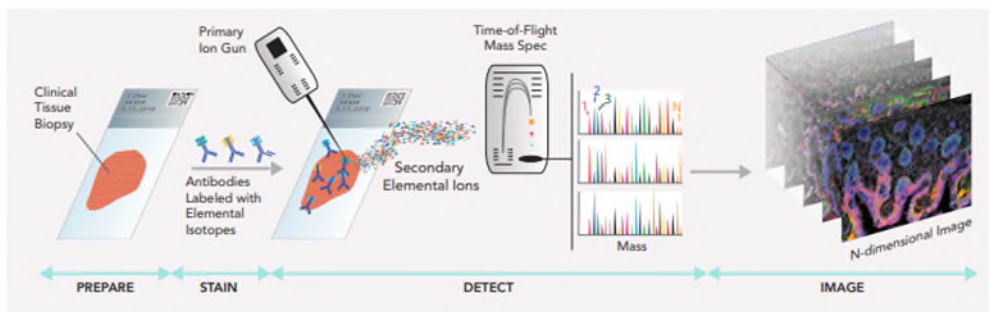 Primary
Ion Gun
Time-of-Flight
Mass Spec
Clinical
Tissue
Biopsy
1
2
3
N
Antibodies
Labeled with
Elemental
Isotopes
Secondary
Elemental Ions
Mass
N-dimensional Image
PREPARE
STAIN
DETECT
IMAGE